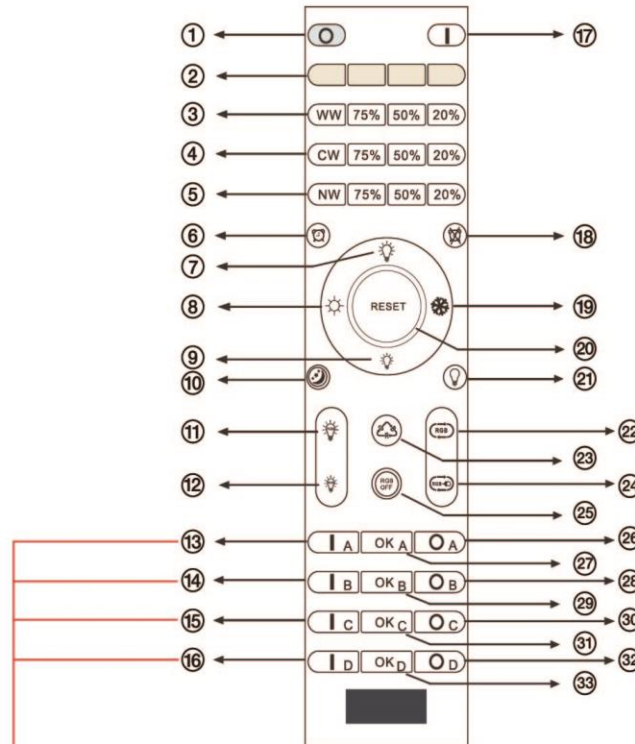 ① ⑰
②
③ WW 75% 50% 20%
④ CW 75% 50% 20%
⑤ NW 75% 50% 20%
⑥ ⑱
⑦
⑧ RESET ⑲
⑳
⑨
⑩ ㉑
⑪ RGB ㉒
㉓
⑫ ㉔
RGB
OFF
㉕
⑬ I A OK A O A ㉖
㉗
⑭ I B OK B O B ㉘
㉙
⑮ I C OK C O C ㉚
㉛
⑯ I D OK D O D ㉜
㉝